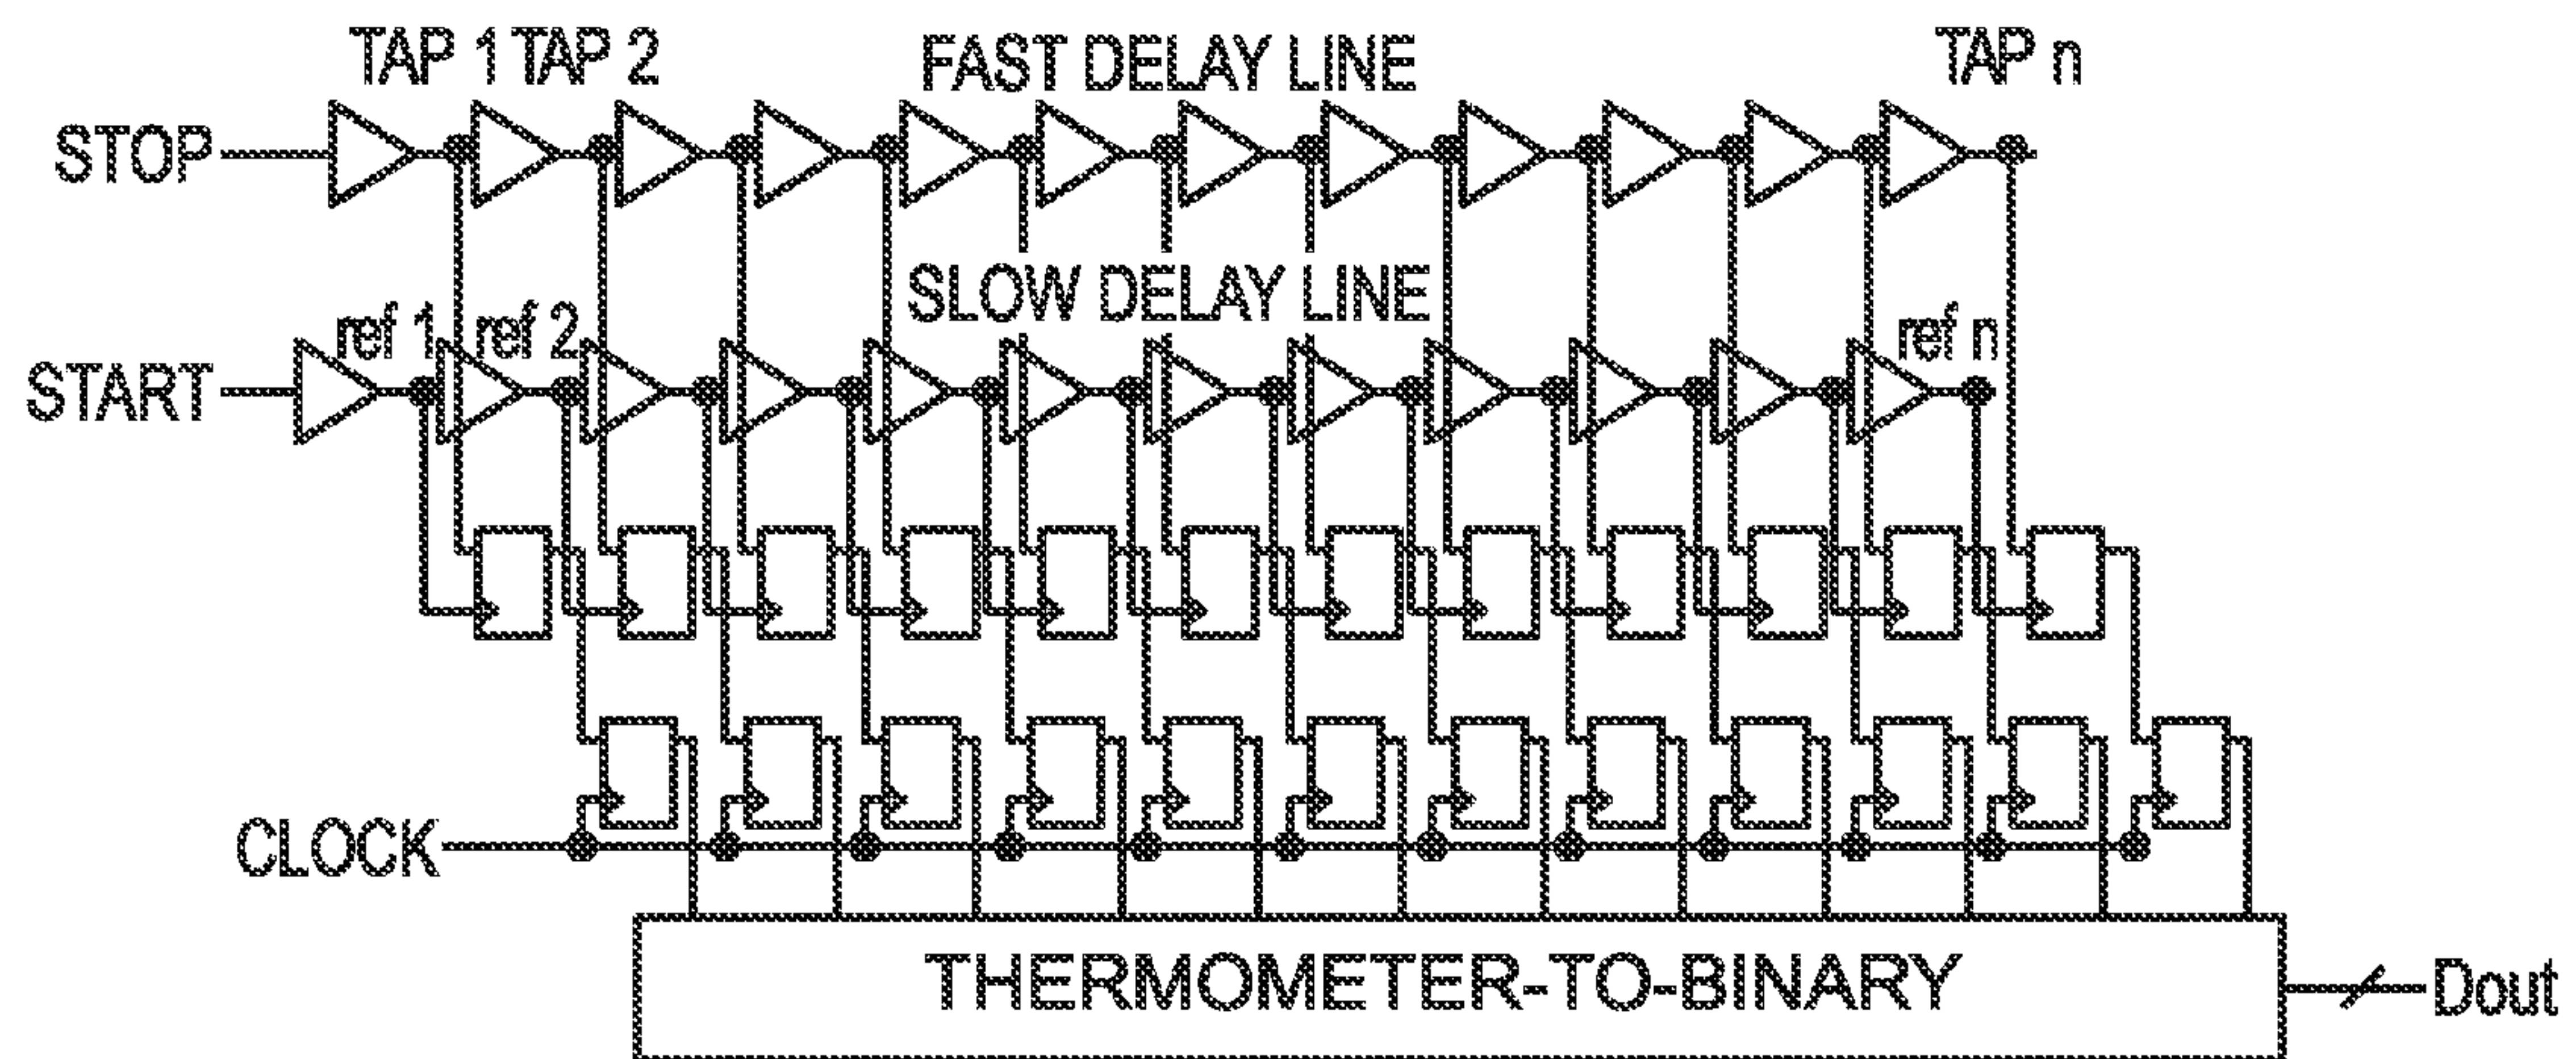 TAP 1 TAP 2 FAST DELAY LINE TAP n
STOP
SLOW DELAY LINE
ref 1 ref 2 ref n
START
CLOCK
THERMOMETER-TO-BINARY
Dout